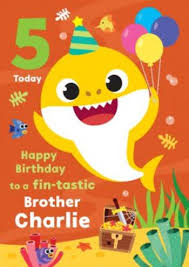 5
Today
Happy
Birthday
to a fin-tastic
Brother
Charlie